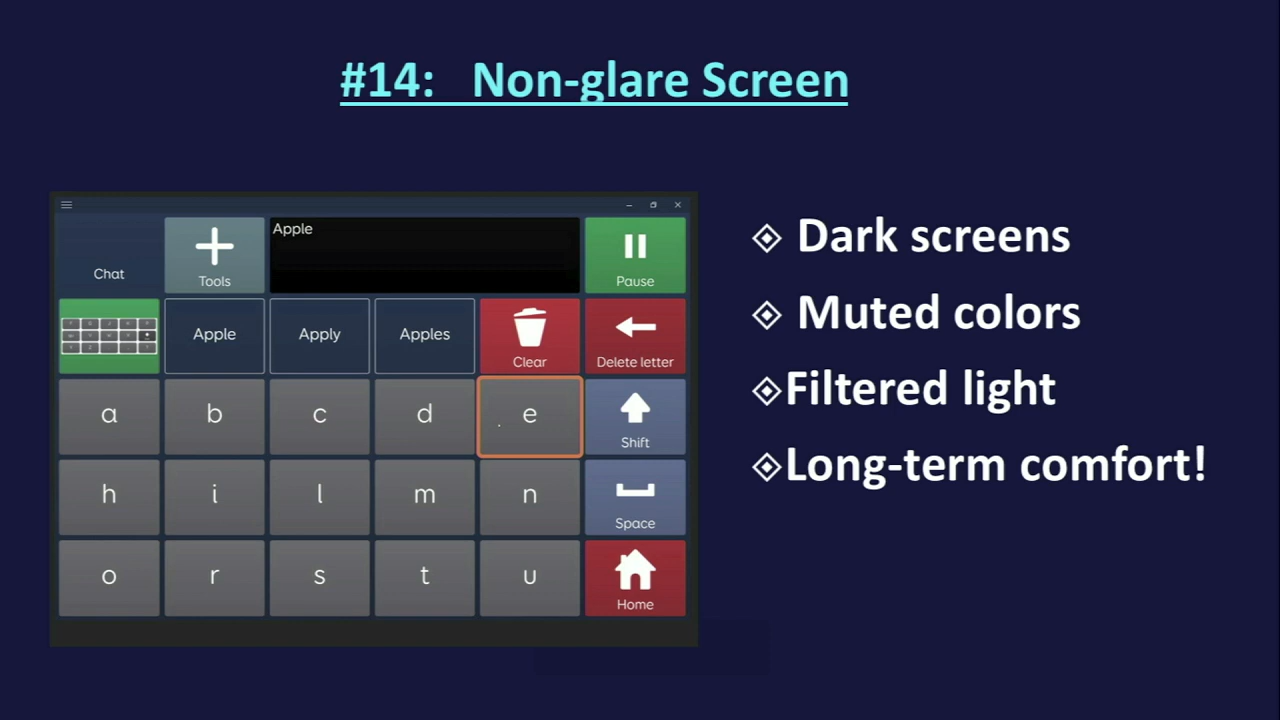 #14: Non-glare Screen
Chat
Tools
Apple
Pause
Apple
Apply
Apples
Clear
Delete letter
a b c d e
Shift
h i l m n
Space
o r s t u
Home
Dark screens
Muted colors
Filtered light
Long-term comfort!